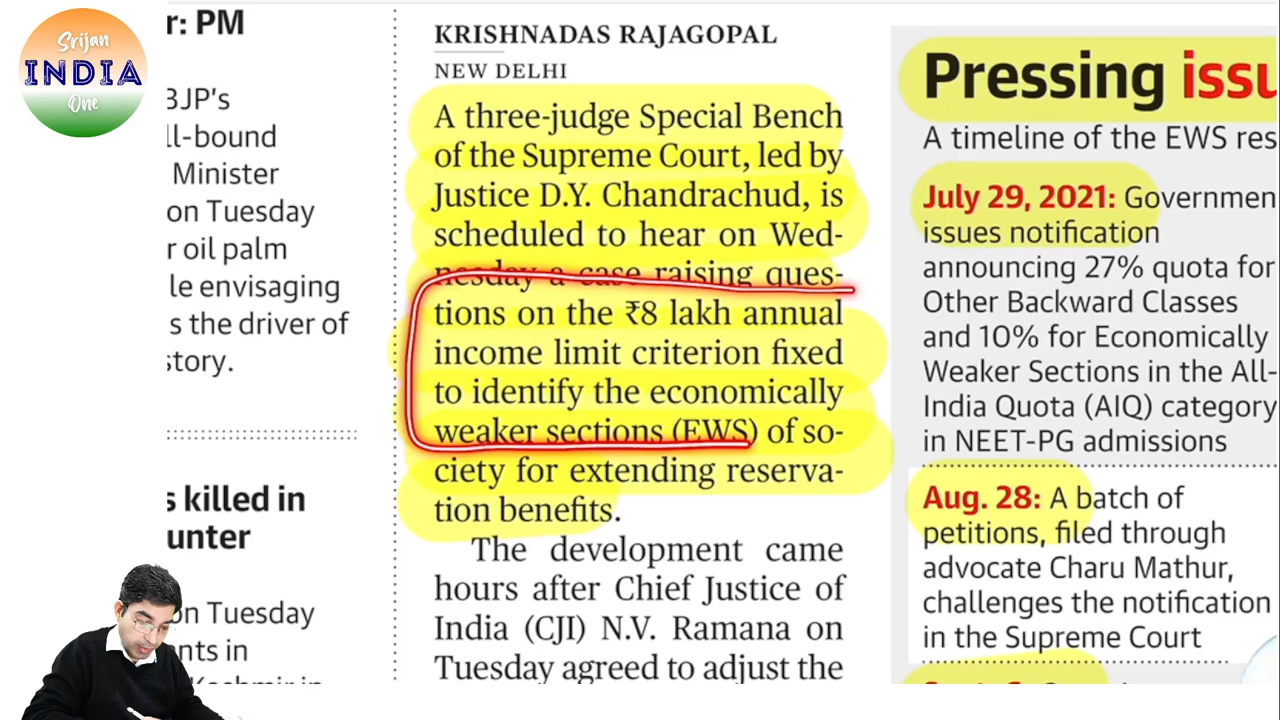 Srijan
INDIA
One
r: PM
BJP's
ll-bound
Minister
on Tuesday
r oil palm
le envisaging
s the driver of
story.
s killed in
unter
on Tuesday
nts in
KRISHNADAS RAJAGOPAL
NEW DELHI
A three-judge Special Bench
of the Supreme Court, led by
Justice D.Y. Chandrachud, is
scheduled to hear on Wed-
nesday a case raising ques-
tions on the ₹8 lakh annual
income limit criterion fixed
to identify the economically
weaker sections (EWS) of so-
ciety for extending reserva-
tion benefits.
The development came
hours after Chief Justice of
India (CJI) N.V. Ramana on
Tuesday agreed to adjust the
Pressing issu
A timeline of the EWS res
July 29, 2021: Governmen
issues notification
announcing 27% quota for
Other Backward Classes
and 10% for Economically
Weaker Sections in the All-
India Quota (AIQ) category
in NEET-PG admissions
Aug. 28: A batch of
petitions, filed through
advocate Charu Mathur,
challenges the notification
in the Supreme Court